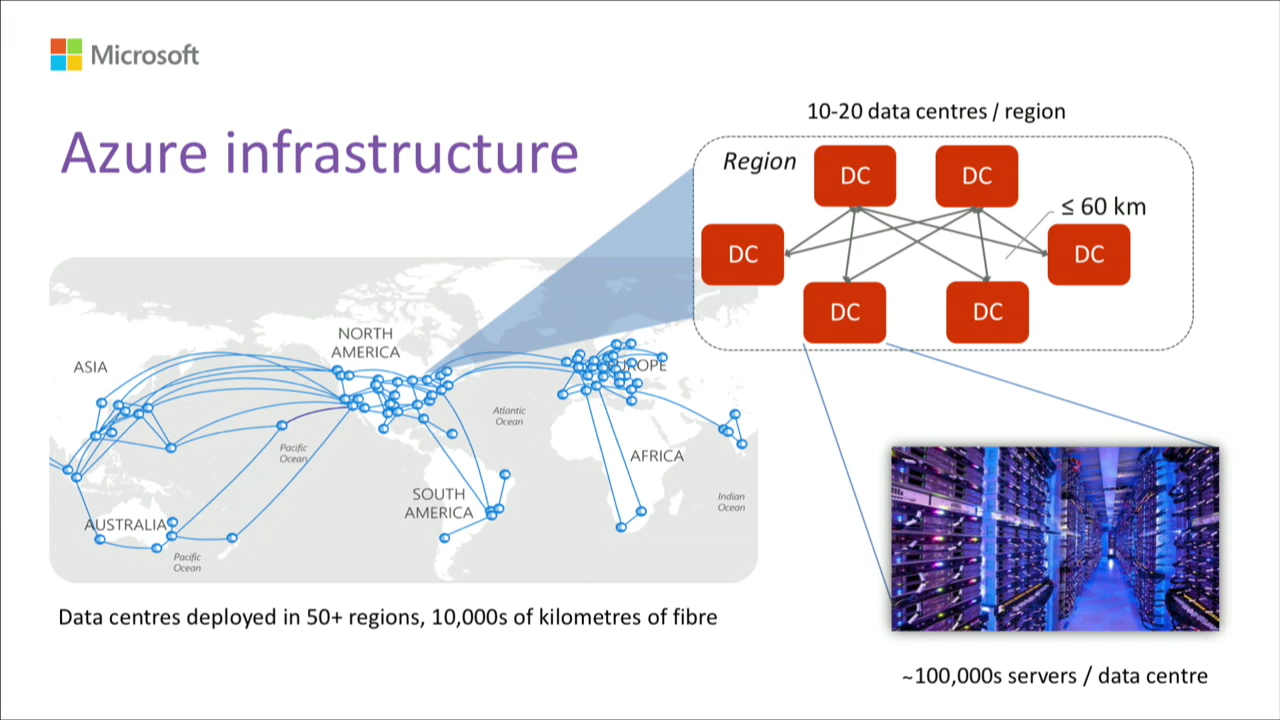 Microsoft
Azure infrastructure
10-20 data centres / region
Region
DC
DC
≤ 60 km
DC
DC
DC
DC
NORTH
AMERICA
ASIA
EUROPE
Atlantic
Ocean
Pacific
Ocean
AFRICA
SOUTH
AMERICA
Indian
Ocean
AUSTRALIA
Pacific
Ocean
Data centres deployed in 50+ regions, 10,000s of kilometres of fibre
~100,000s servers / data centre